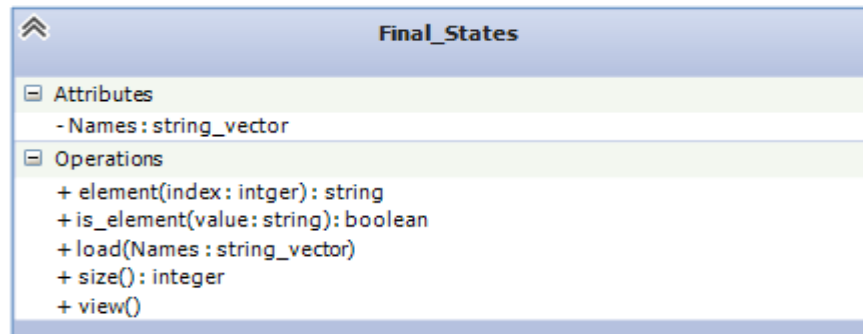 Final_States
Attributes
- Names : string_vector
Operations
+ element(index : intger) : string
+ is_element(value : string) : boolean
+ load(Names : string_vector)
+ size() : integer
+ view()